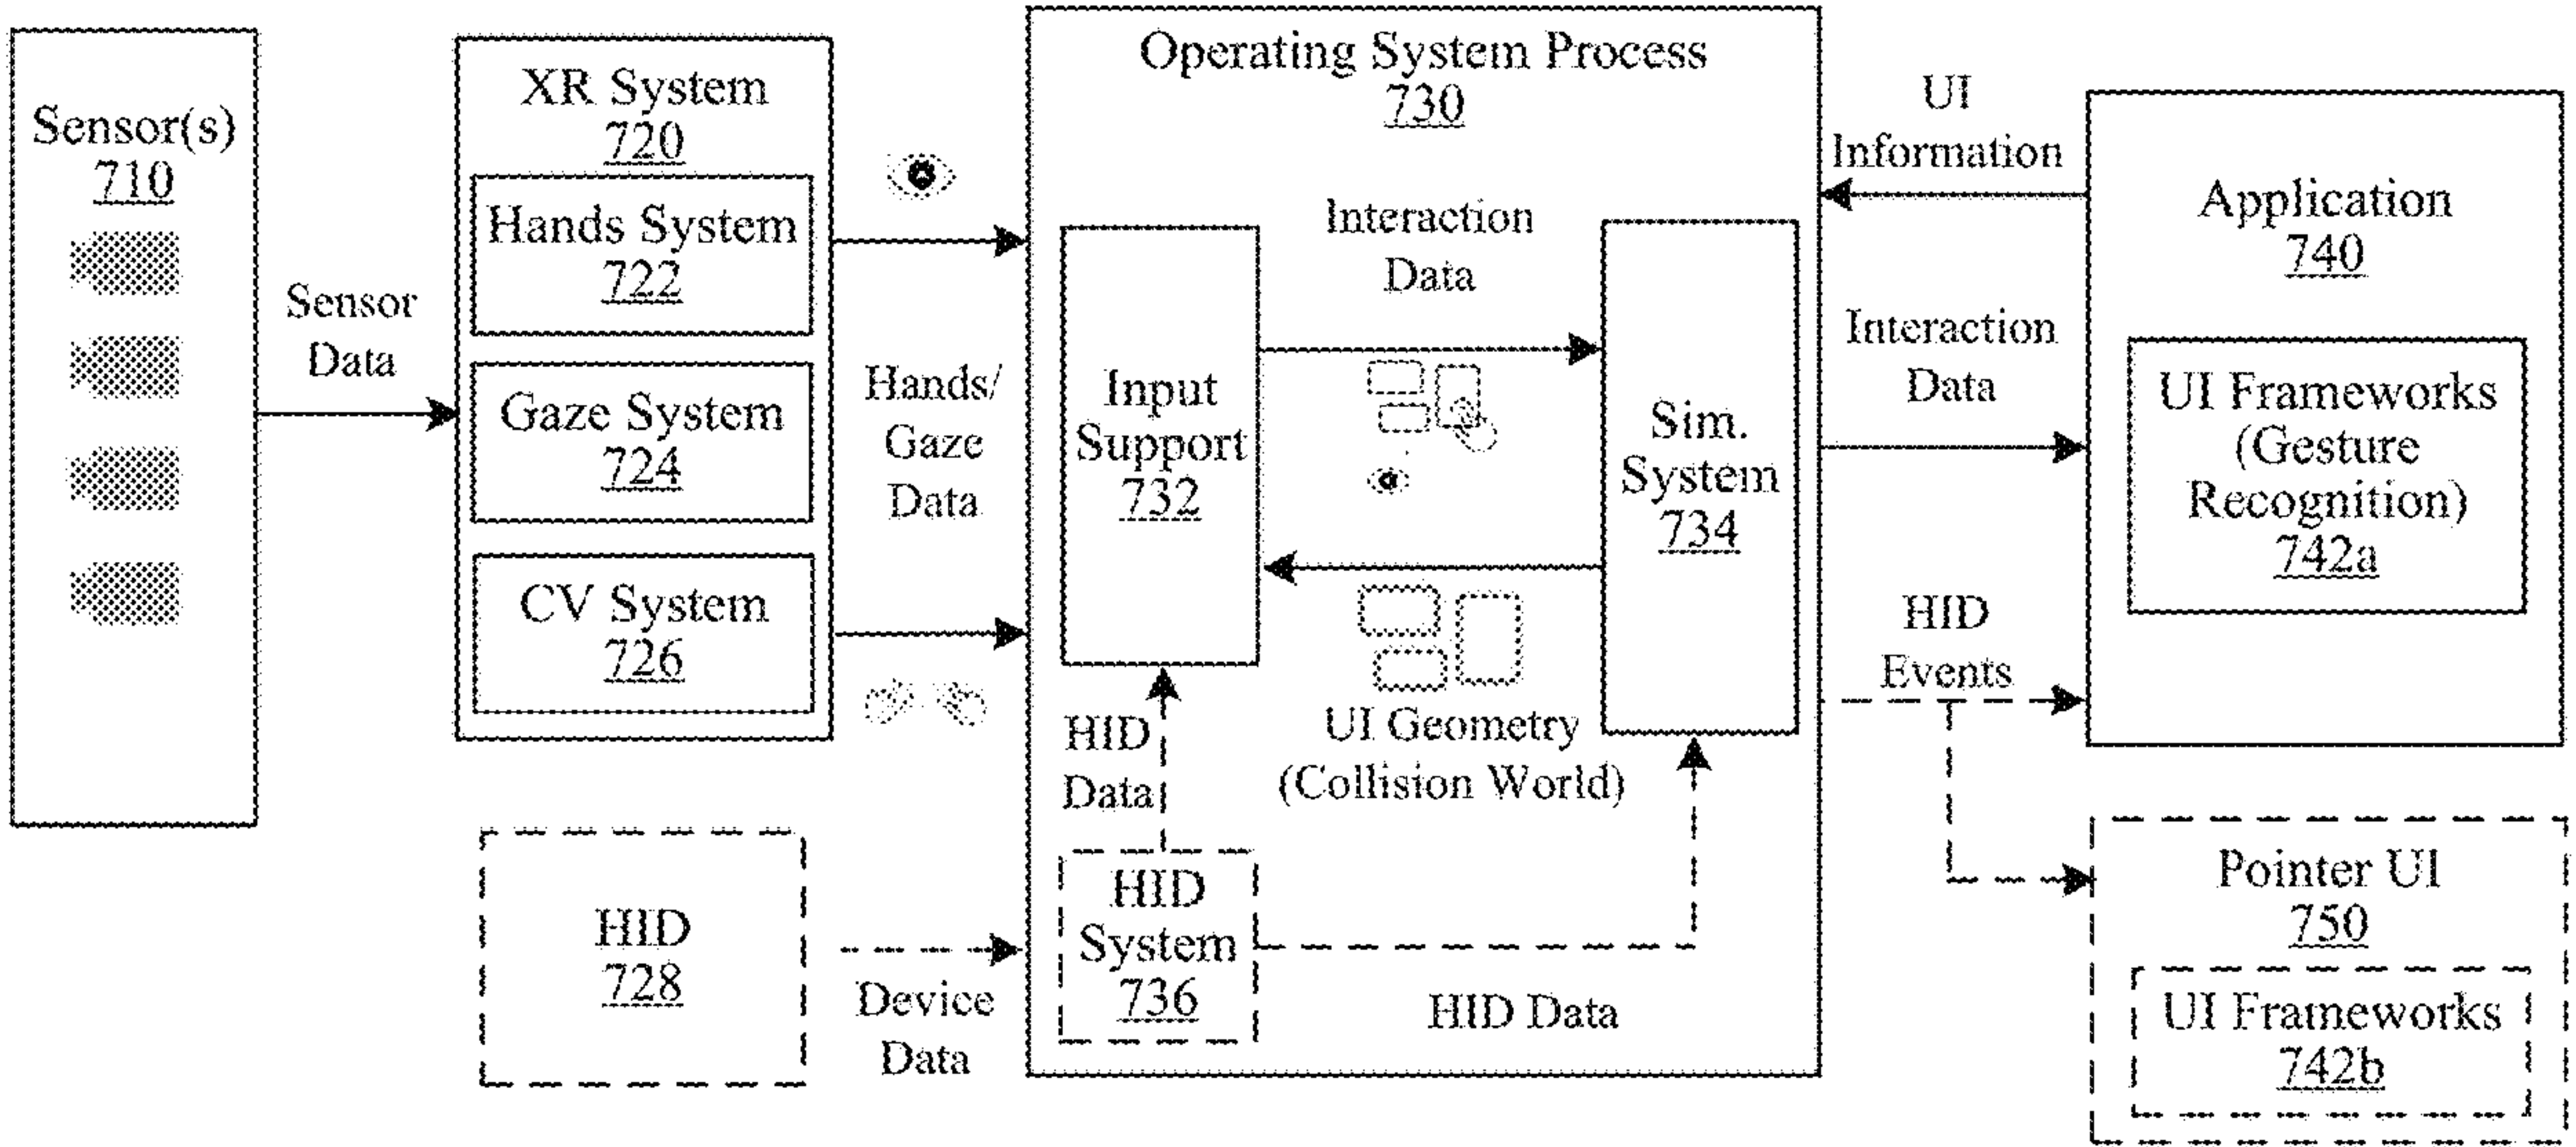 Sensor(s)
710
Sensor
Data
XR System
720
Hands System
722
Gaze System
724
CV System
726
Hands/
Gaze
Data
HID
728
Device
Data
Operating System Process
730
Input
Support
732
Interaction
Data
Sim.
System
734
UI Geometry
(Collision World)
HID
Data
HID
System
736
HID Data
UI
Information
Interaction
Data
HID
Events
Application
740
UI Frameworks
(Gesture
Recognition)
742a
Pointer UI
750
UI Frameworks
742b